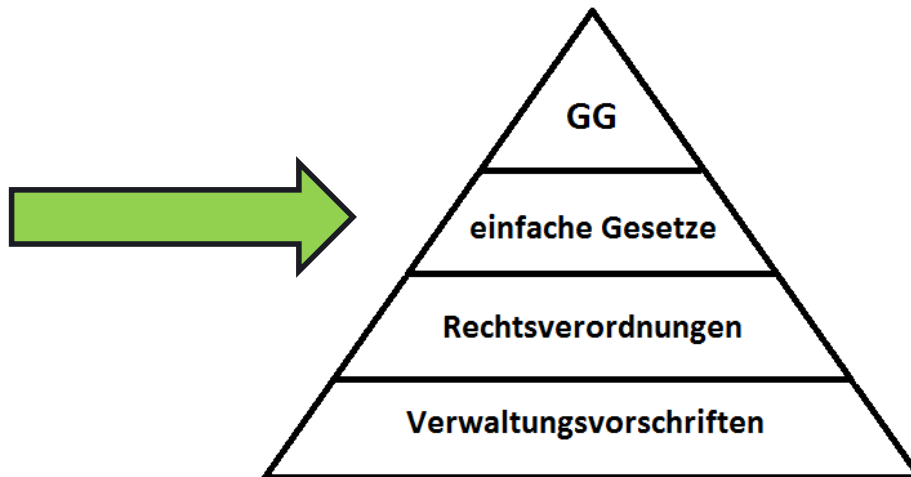 GG
einfache Gesetze
Rechtsverordnungen
Verwaltungsvorschriften